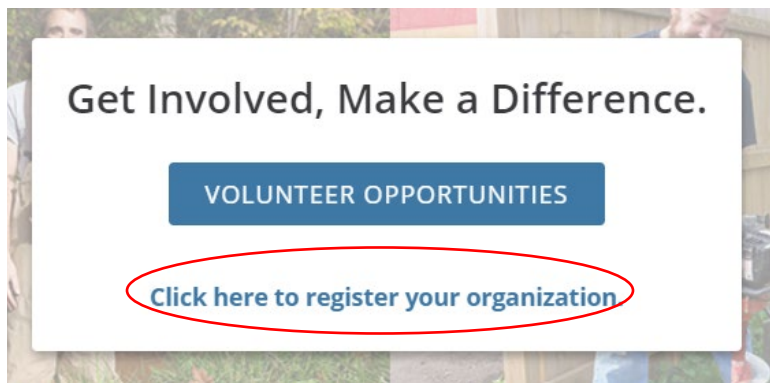 Get Involved, Make a Difference.
VOLUNTEER OPPORTUNITIES
Click here to register your organization.